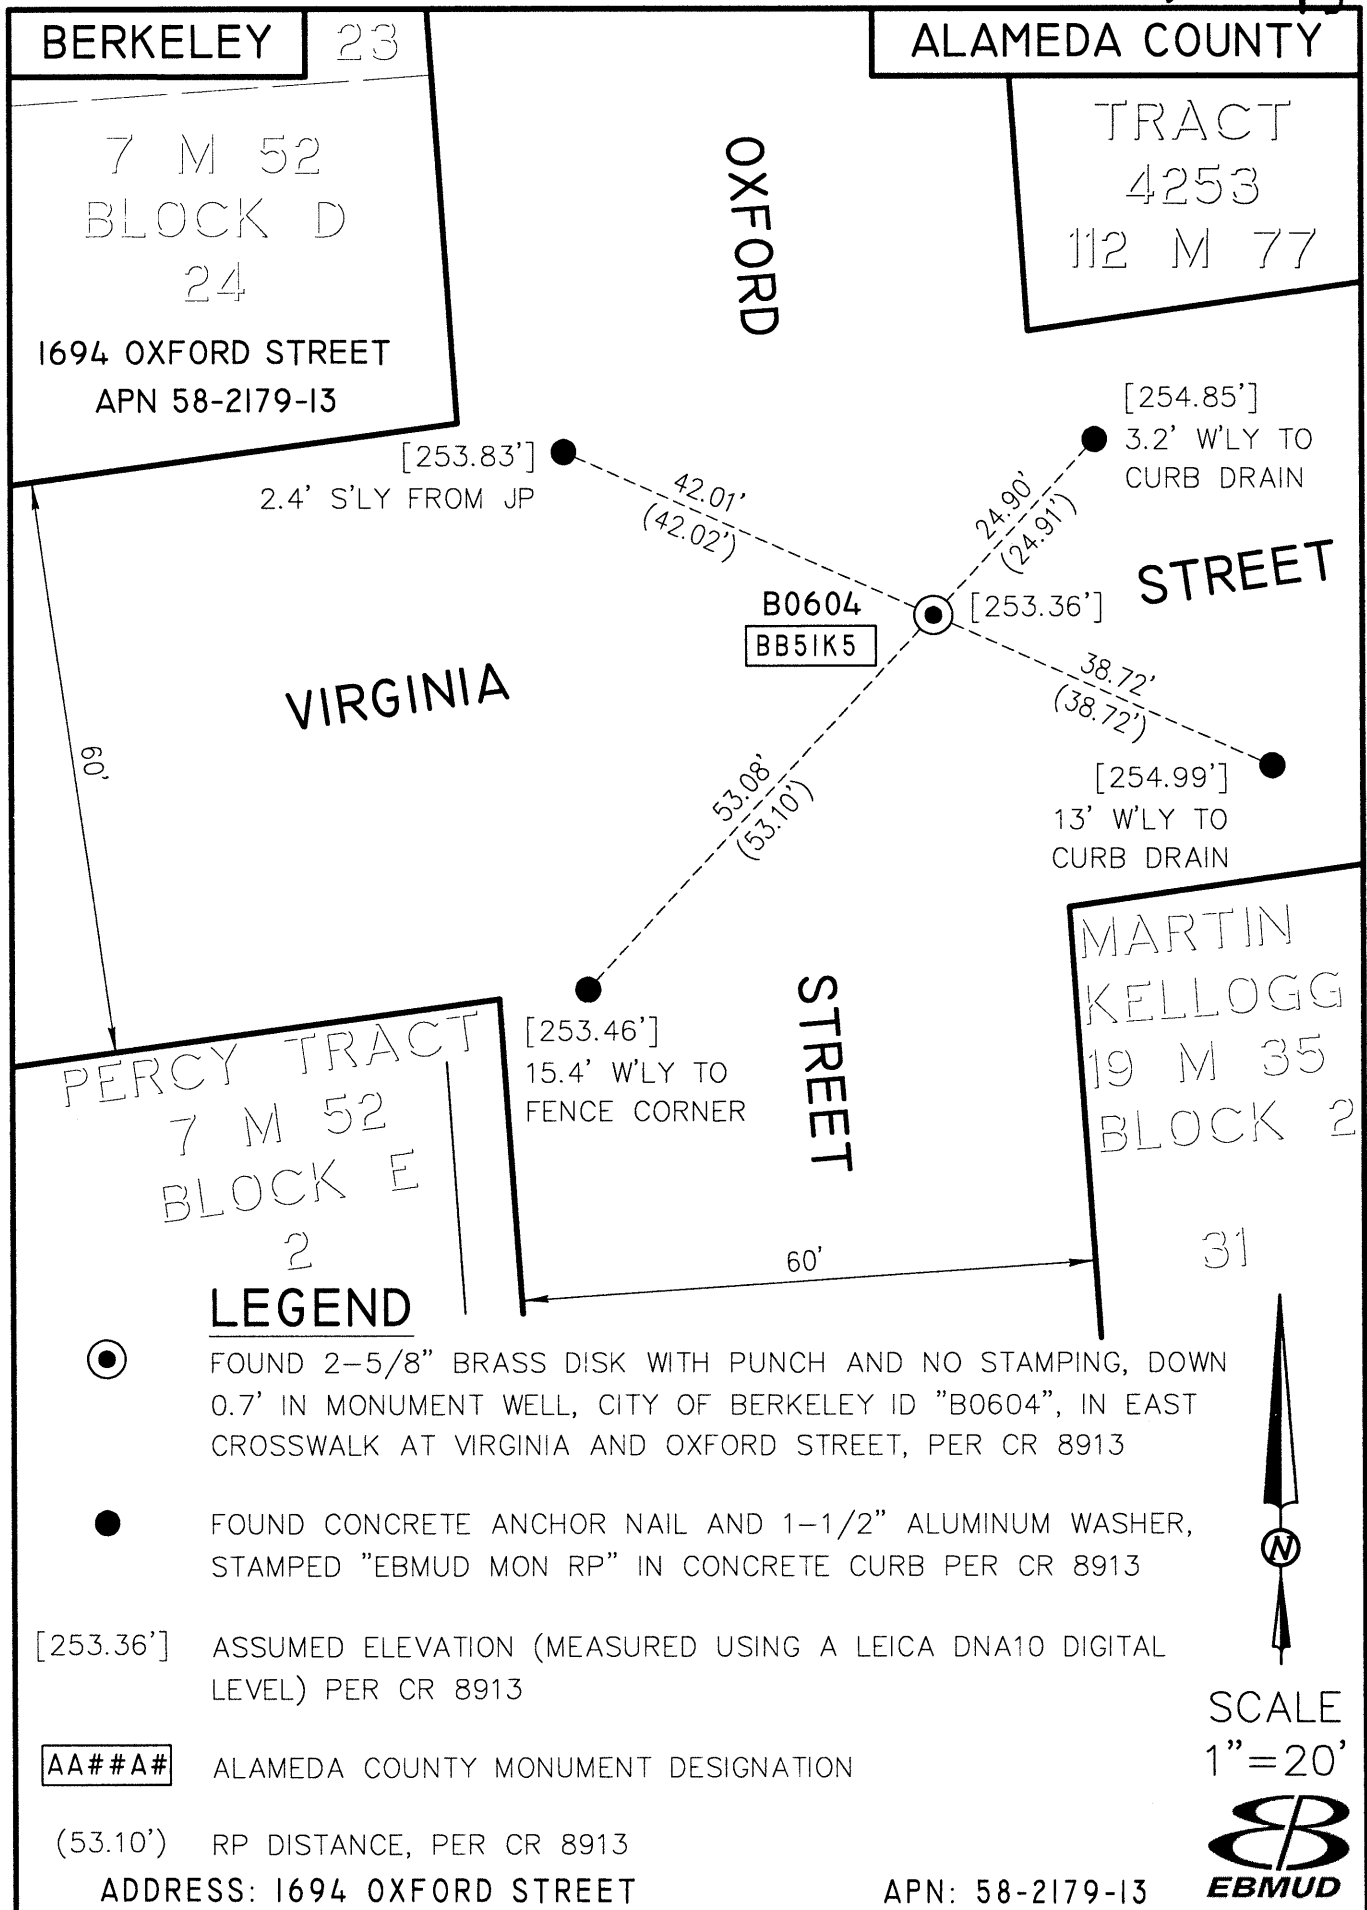 BERKELEY
23
ALAMEDA COUNTY
7 M 52
BLOCK D
24
1694 OXFORD STREET
APN 58-2179-13
OXFORD
TRACT
4253
112 M 77
[253.83']
2.4' S'LY FROM JP
42.01'
(42.02')
24.90'
(24.91')
[254.85']
3.2' W'LY TO
CURB DRAIN
STREET
B0604
BB51K5
[253.36']
VIRGINIA
60'
38.72'
(38.72')
53.08'
(53.10')
[254.99']
13' W'LY TO
CURB DRAIN
[253.46']
15.4' W'LY TO
FENCE CORNER
STREET
MARTIN
KELLOGG
19 M 35
BLOCK 2
31
PERCY TRACT
7 M 52
BLOCK E
2
60'
LEGEND
FOUND 2-5/8" BRASS DISK WITH PUNCH AND NO STAMPING, DOWN
0.7' IN MONUMENT WELL, CITY OF BERKELEY ID "B0604", IN EAST
CROSSWALK AT VIRGINIA AND OXFORD STREET, PER CR 8913
FOUND CONCRETE ANCHOR NAIL AND 1-1/2" ALUMINUM WASHER,
STAMPED "EBMUD MON RP" IN CONCRETE CURB PER CR 8913
N
[253.36'] ASSUMED ELEVATION (MEASURED USING A LEICA DNA10 DIGITAL
LEVEL) PER CR 8913
SCALE
1"=20'
AA##A# ALAMEDA COUNTY MONUMENT DESIGNATION
(53.10') RP DISTANCE, PER CR 8913
ADDRESS: 1694 OXFORD STREET
APN: 58-2179-13
EBMUD